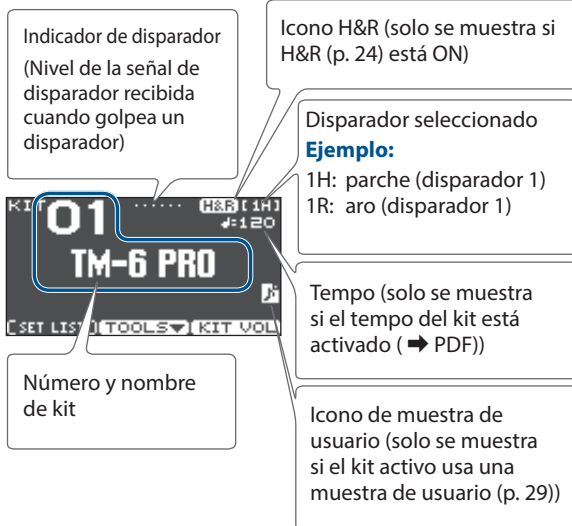 Indicador de disparador
(Nivel de la señal de
disparador recibida
cuando golpea un
disparador)
Icono H&R (solo se muestra si
H&R (p. 24) está ON)
Disparador seleccionado
Ejemplo:
1H: parche (disparador 1)
1R: aro (disparador 1)
KIT 01 ...... H&R [1H]
♩:120
TM-6 PRO
[SET LIST] [TOOLS▼] [KIT VOL]
Tempo (solo se muestra
si el tempo del kit está
activado ( ➡ PDF))
Número y nombre
de kit
Icono de muestra de
usuario (solo se muestra
si el kit activo usa una
muestra de usuario (p. 29))